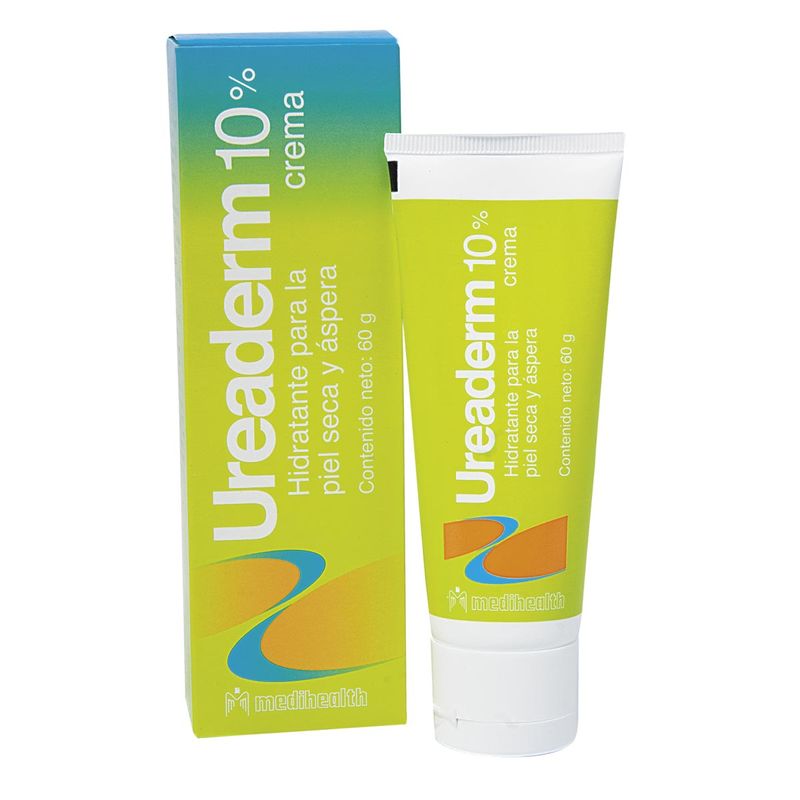 Ureaderm 10%
crema
Hidratante para la
piel seca y áspera
Contenido neto: 60 g
medihealth
Ureaderm 10%
crema
Hidratante para la
piel seca y áspera
Contenido neto: 60 g
medihealth